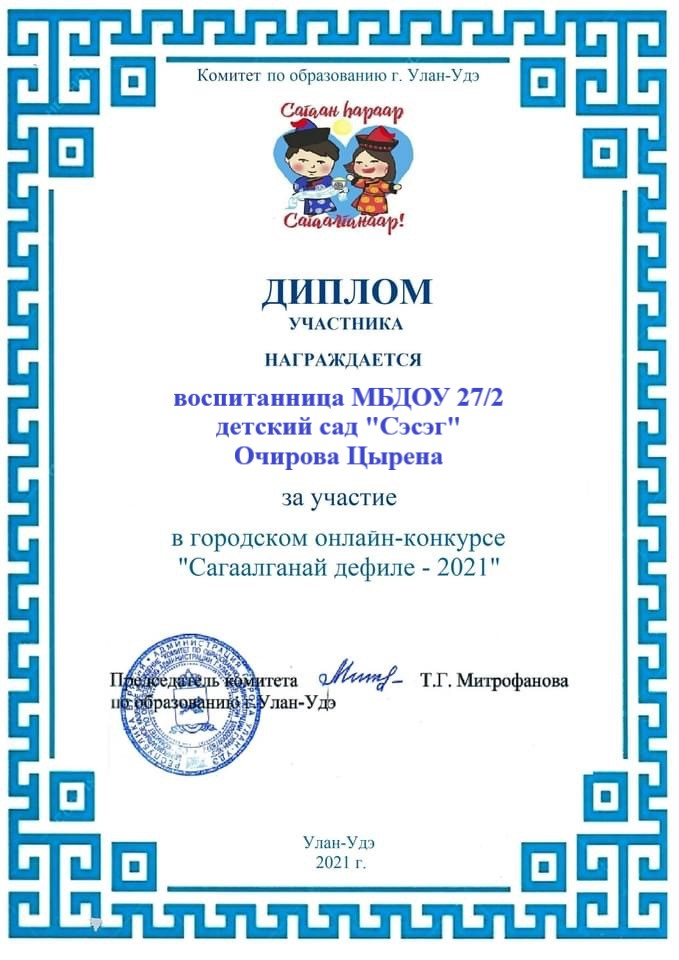 Комитет по образованию г. Улан-Удэ
Сагаан һараар
Сагаалганаар!
ДИПЛОМ
УЧАСТНИКА
НАГРАЖДАЕТСЯ
воспитанница МБДОУ 27/2
детский сад "Сэсэг"
Очирова Цырена
за участие
в городском онлайн-конкурсе
"Сагаалганай дефиле - 2021"
Председатель комитета Т.Г. Митрофанова
по образованию г.Улан-Удэ
Улан-Удэ
2021 г.